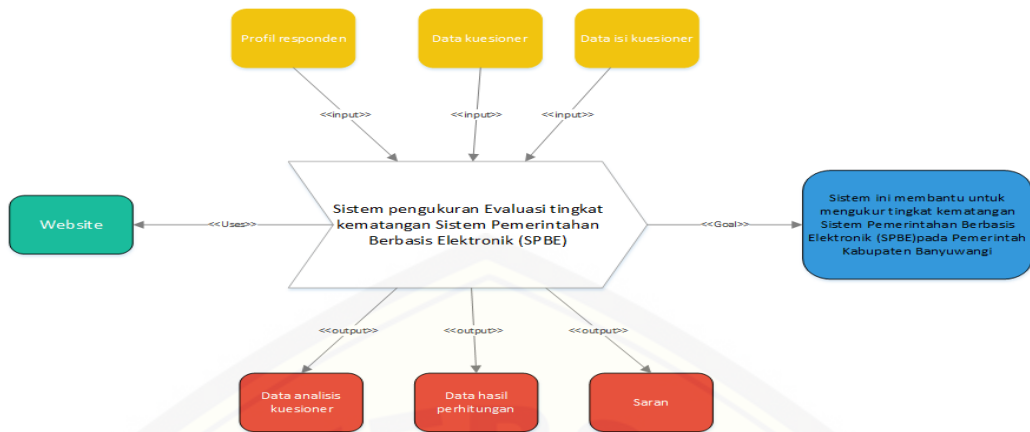 Profil responden
Data kuesioner
Data isi kuesioner
<<input>>
<<input>>
<<input>>
Website
<<Uses>>
Sistem pengukuran Evaluasi tingkat
kematangan Sistem Pemerintahan
Berbasis Elektronik (SPBE)
<<Goal>>
Sistem ini membantu untuk
mengukur tingkat kematangan
Sistem Pemerintahan Berbasis
Elektronik (SPBE)pada Pemerintah
Kabupaten Banyuwangi
<<output>>
<<output>>
<<output>>
Data analisis
kuesioner
Data hasil
perhitungan
Saran